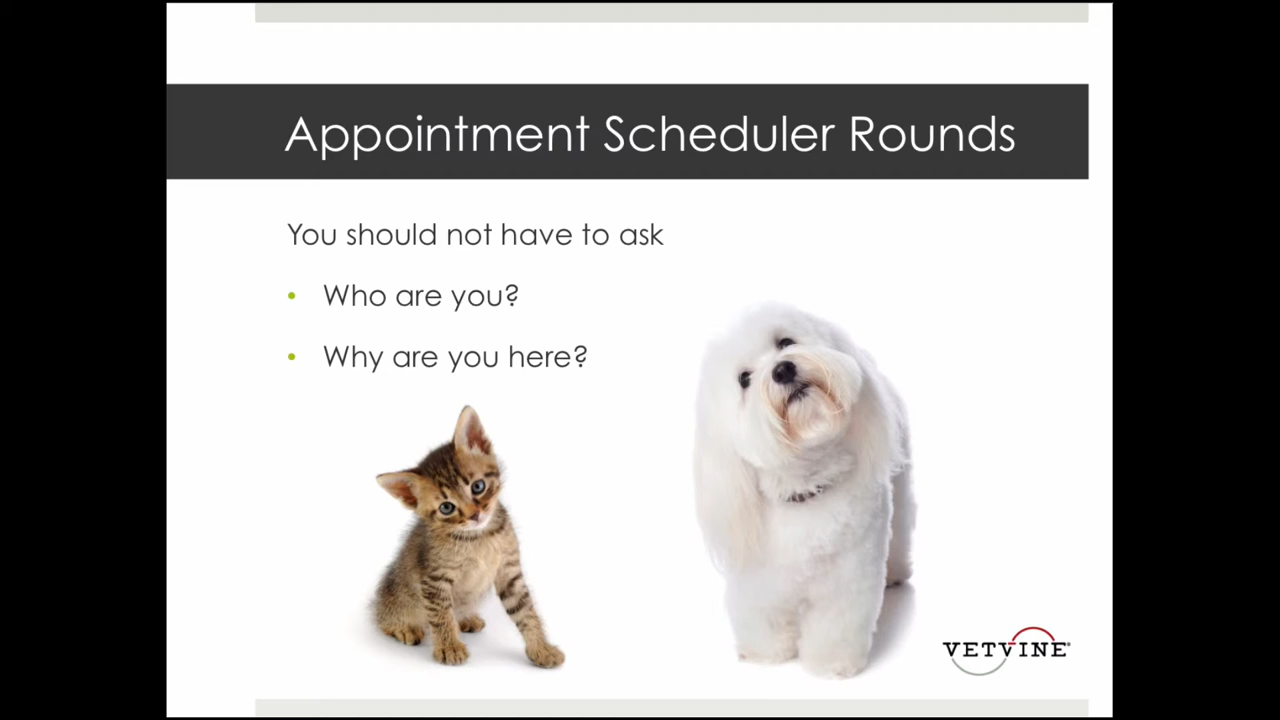 Appointment Scheduler Rounds
You should not have to ask
• Who are you?
• Why are you here?
VETVINE®